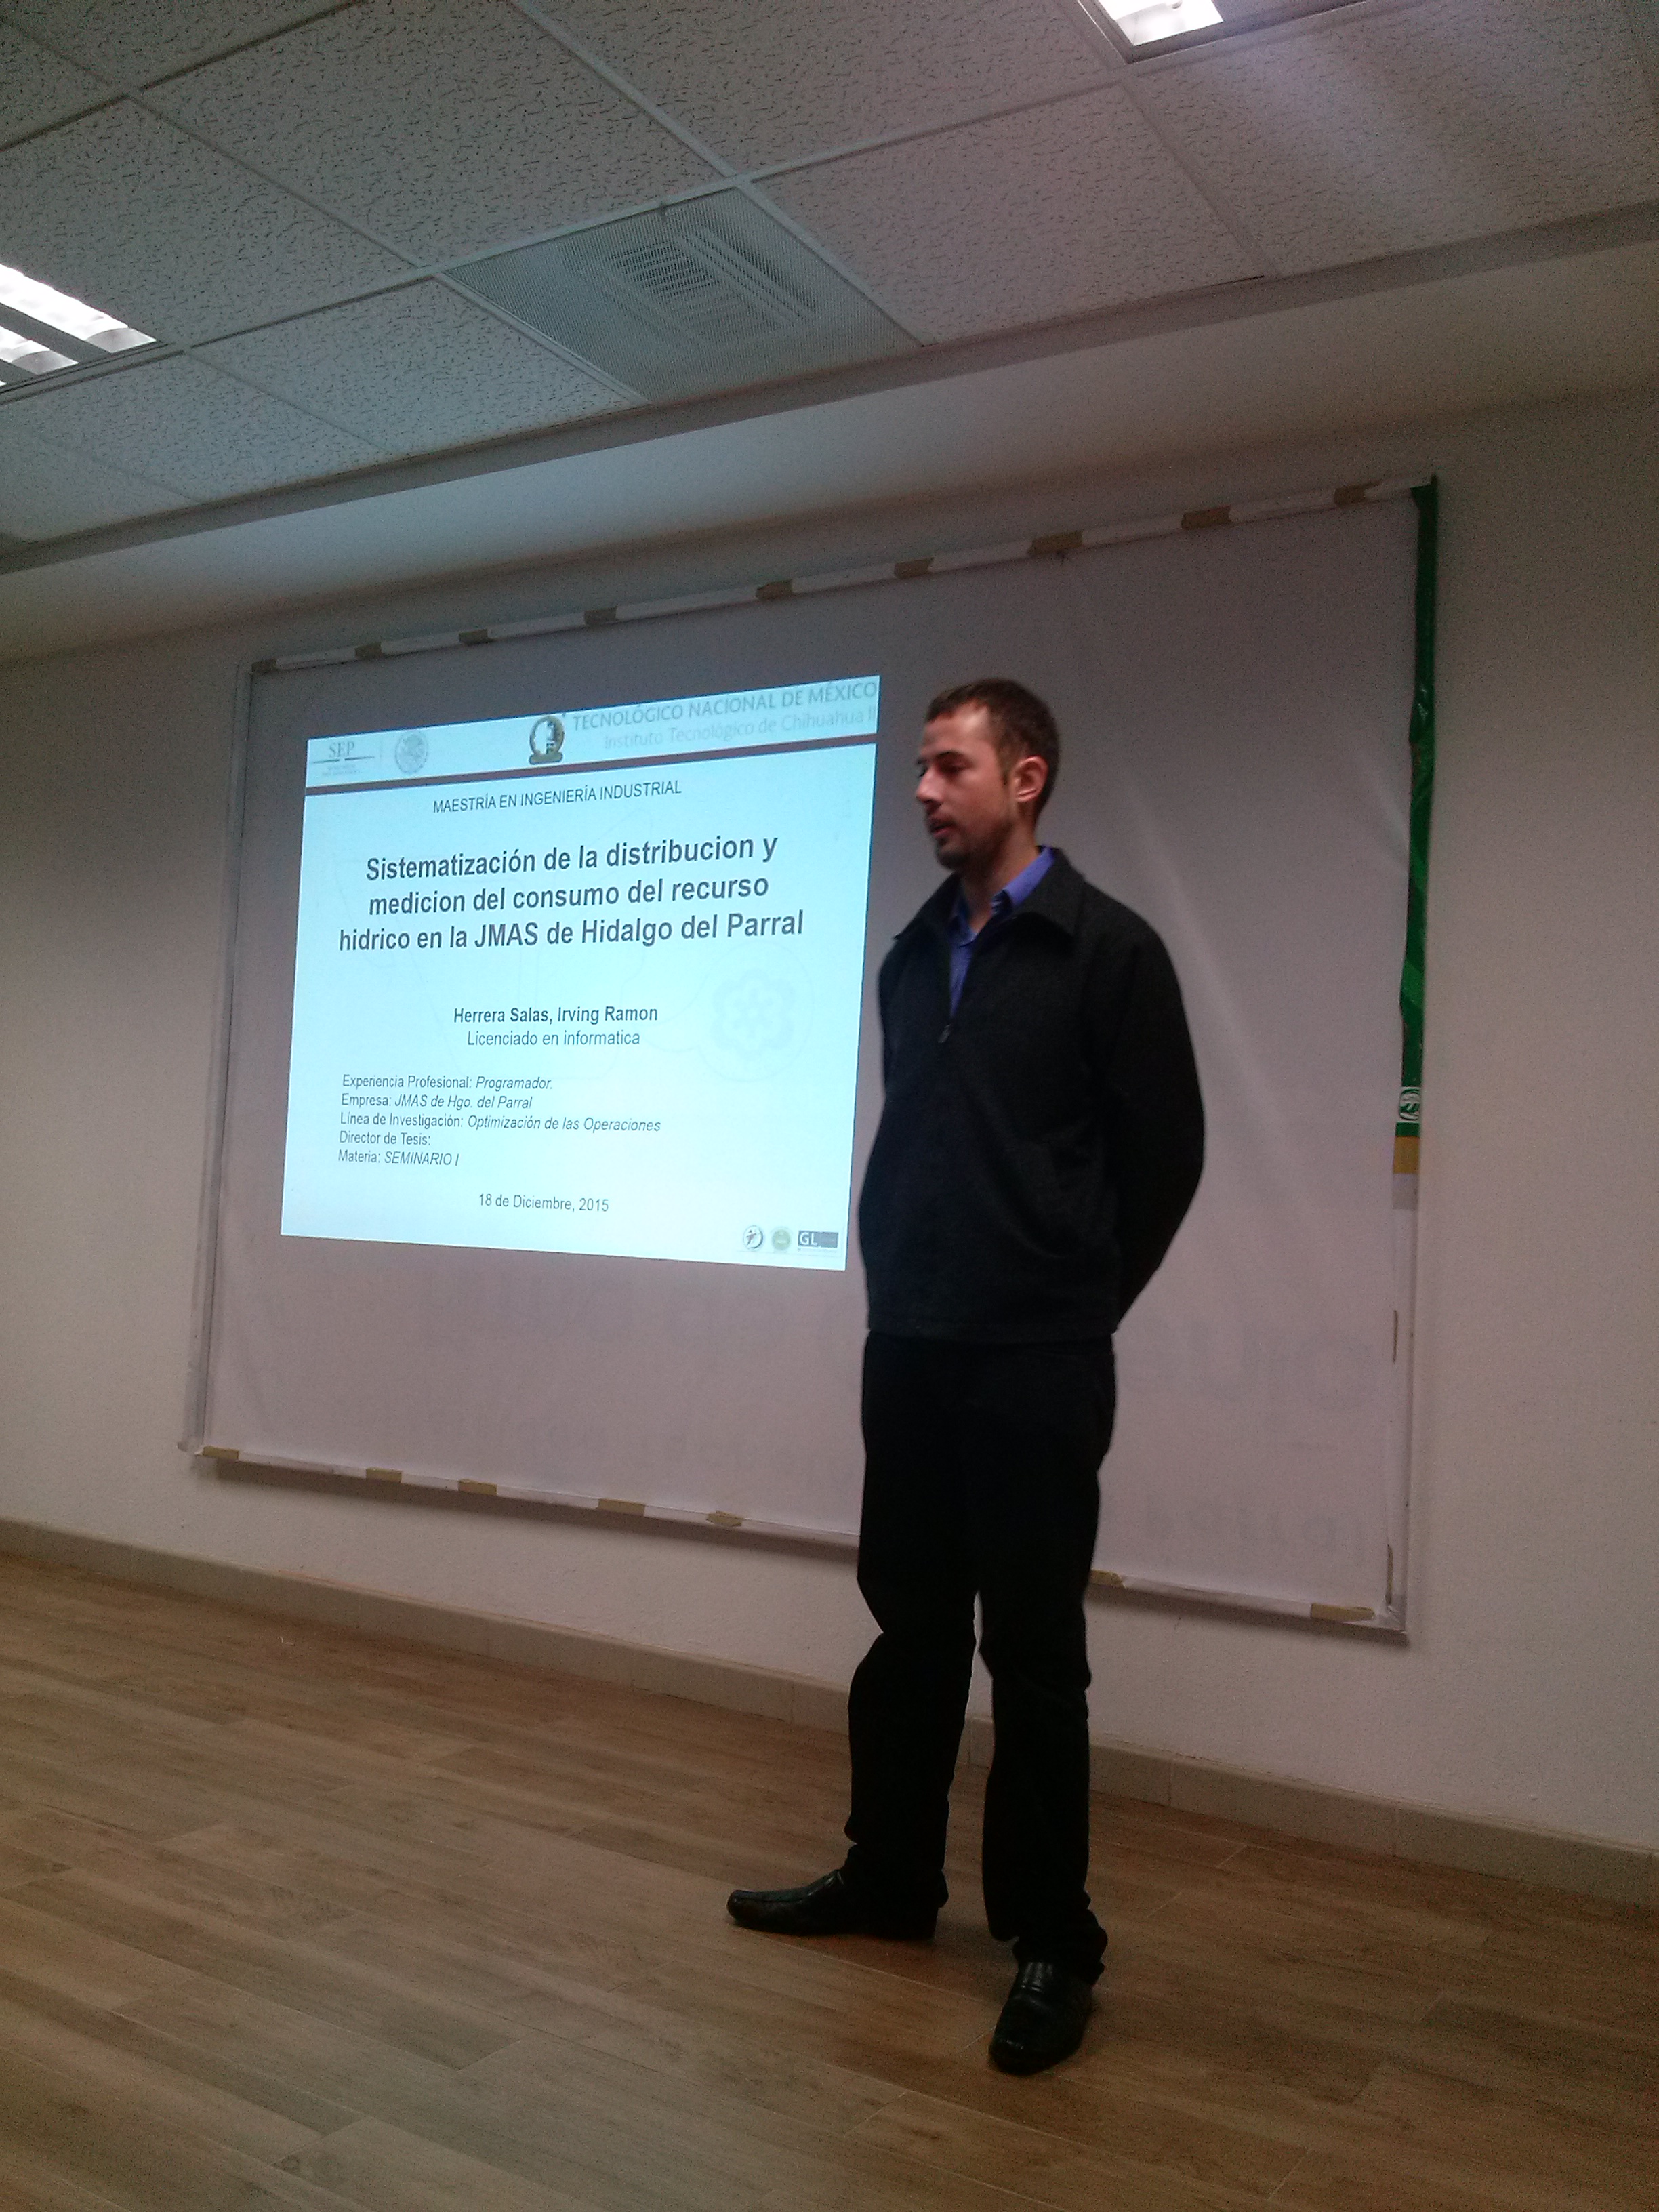 SEP
TECNOLÓGICO NACIONAL DE MÉXICO
Instituto Tecnológico de Chihuahua II
MAESTRÍA EN INGENIERÍA INDUSTRIAL
Sistematización de la distribucion y
medicion del consumo del recurso
hidrico en la JMAS de Hidalgo del Parral
Herrera Salas, Irving Ramon
Licenciado en informatica
Experiencia Profesional: Programador.
Empresa: JMAS de Hgo. del Parral
Línea de Investigación: Optimización de las Operaciones
Director de Tesis:
Materia: SEMINARIO I
18 de Diciembre, 2015
GL